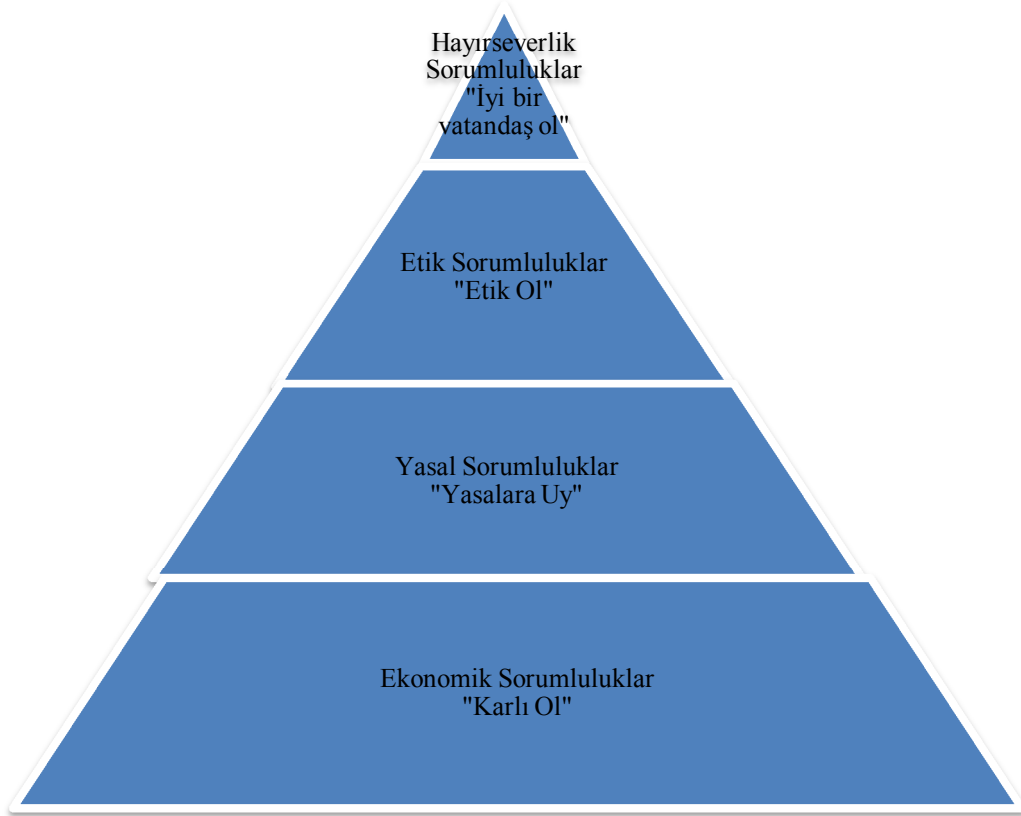 Hayırseverlik
Sorumluluklar
"İyi bir
vatandaş ol"
Etik Sorumluluklar
"Etik Ol"
Yasal Sorumluluklar
"Yasalara Uy"
Ekonomik Sorumluluklar
"Karlı Ol"